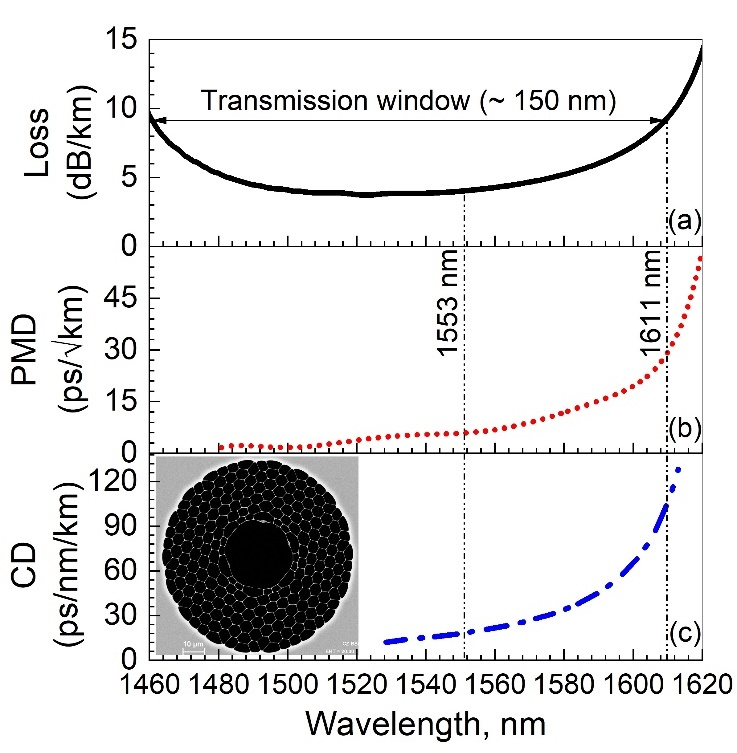 15
10
5
0
Loss
(dB/km)
Transmission window (~ 150 nm)
(a)
45
30
15
0
PMD
(ps/√km)
1553 nm
1611 nm
(b)
120
90
60
30
0
CD
(ps/nm/km)
10 µm
(c)
1460 1480 1500 1520 1540 1560 1580 1600 1620
Wavelength, nm